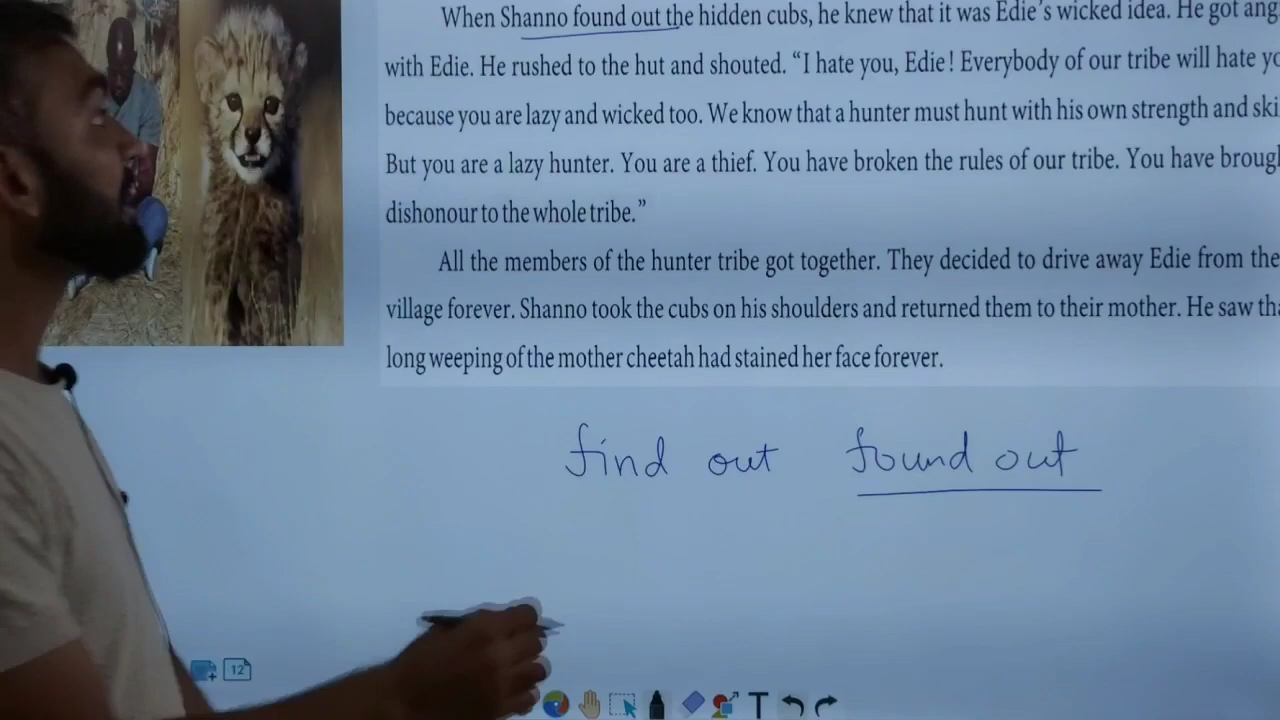 When Shanno found out the hidden cubs, he knew that it was Edie's wicked idea. He got ang
with Edie. He rushed to the hut and shouted. “I hate you, Edie! Everybody of our tribe will hate yo
because you are lazy and wicked too. We know that a hunter must hunt with his own strength and ski
But you are a lazy hunter. You are a thief. You have broken the rules of our tribe. You have brough
dishonour to the whole tribe.”
All the members of the hunter tribe got together. They decided to drive away Edie from the
village forever. Shanno took the cubs on his shoulders and returned them to their mother. He saw tha
long weeping of the mother cheetah had stained her face forever.
find out found out
12
T